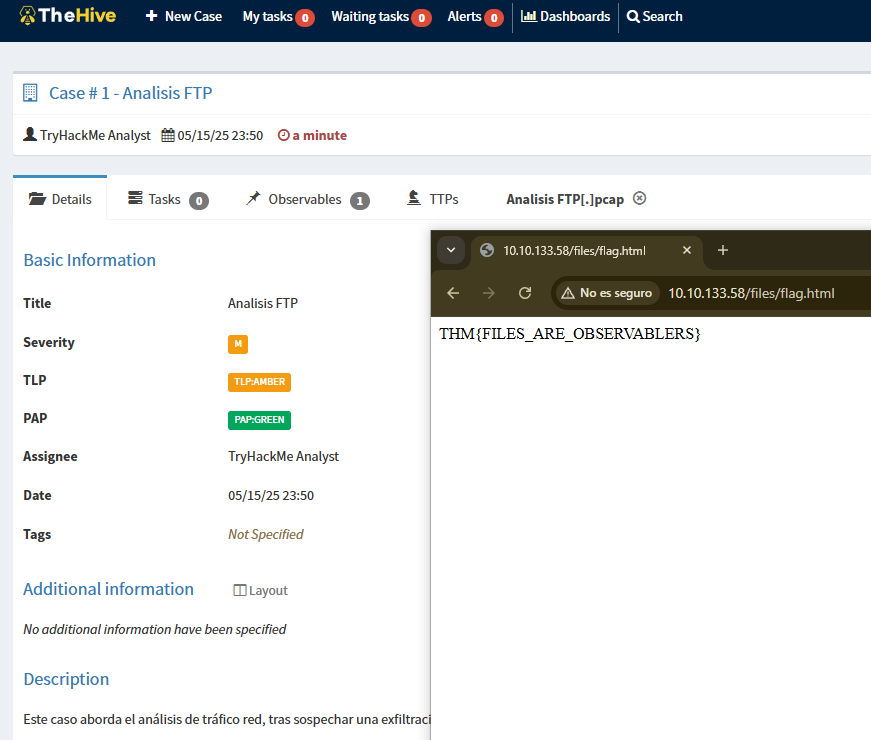 TheHive + New Case My tasks 0 Waiting tasks 0 Alerts 0 Dashboards Search
Case # 1 - Analisis FTP
TryHackMe Analyst 05/15/25 23:50 a minute
Details Tasks 0 Observables 1 TTPs Analisis FTP[.]pcap
Basic Information
Title Analisis FTP
Severity M
TLP TLP:AMBER
PAP PAP:GREEN
Assignee TryHackMe Analyst
Date 05/15/25 23:50
Tags Not Specified
Additional information Layout
No additional information have been specified
Description
Este caso aborda el análisis de tráfico red, tras sospechar una exfiltraci
10.10.133.58/files/flag.html
No es seguro 10.10.133.58/files/flag.html
THM{FILES_ARE_OBSERVABLERS}